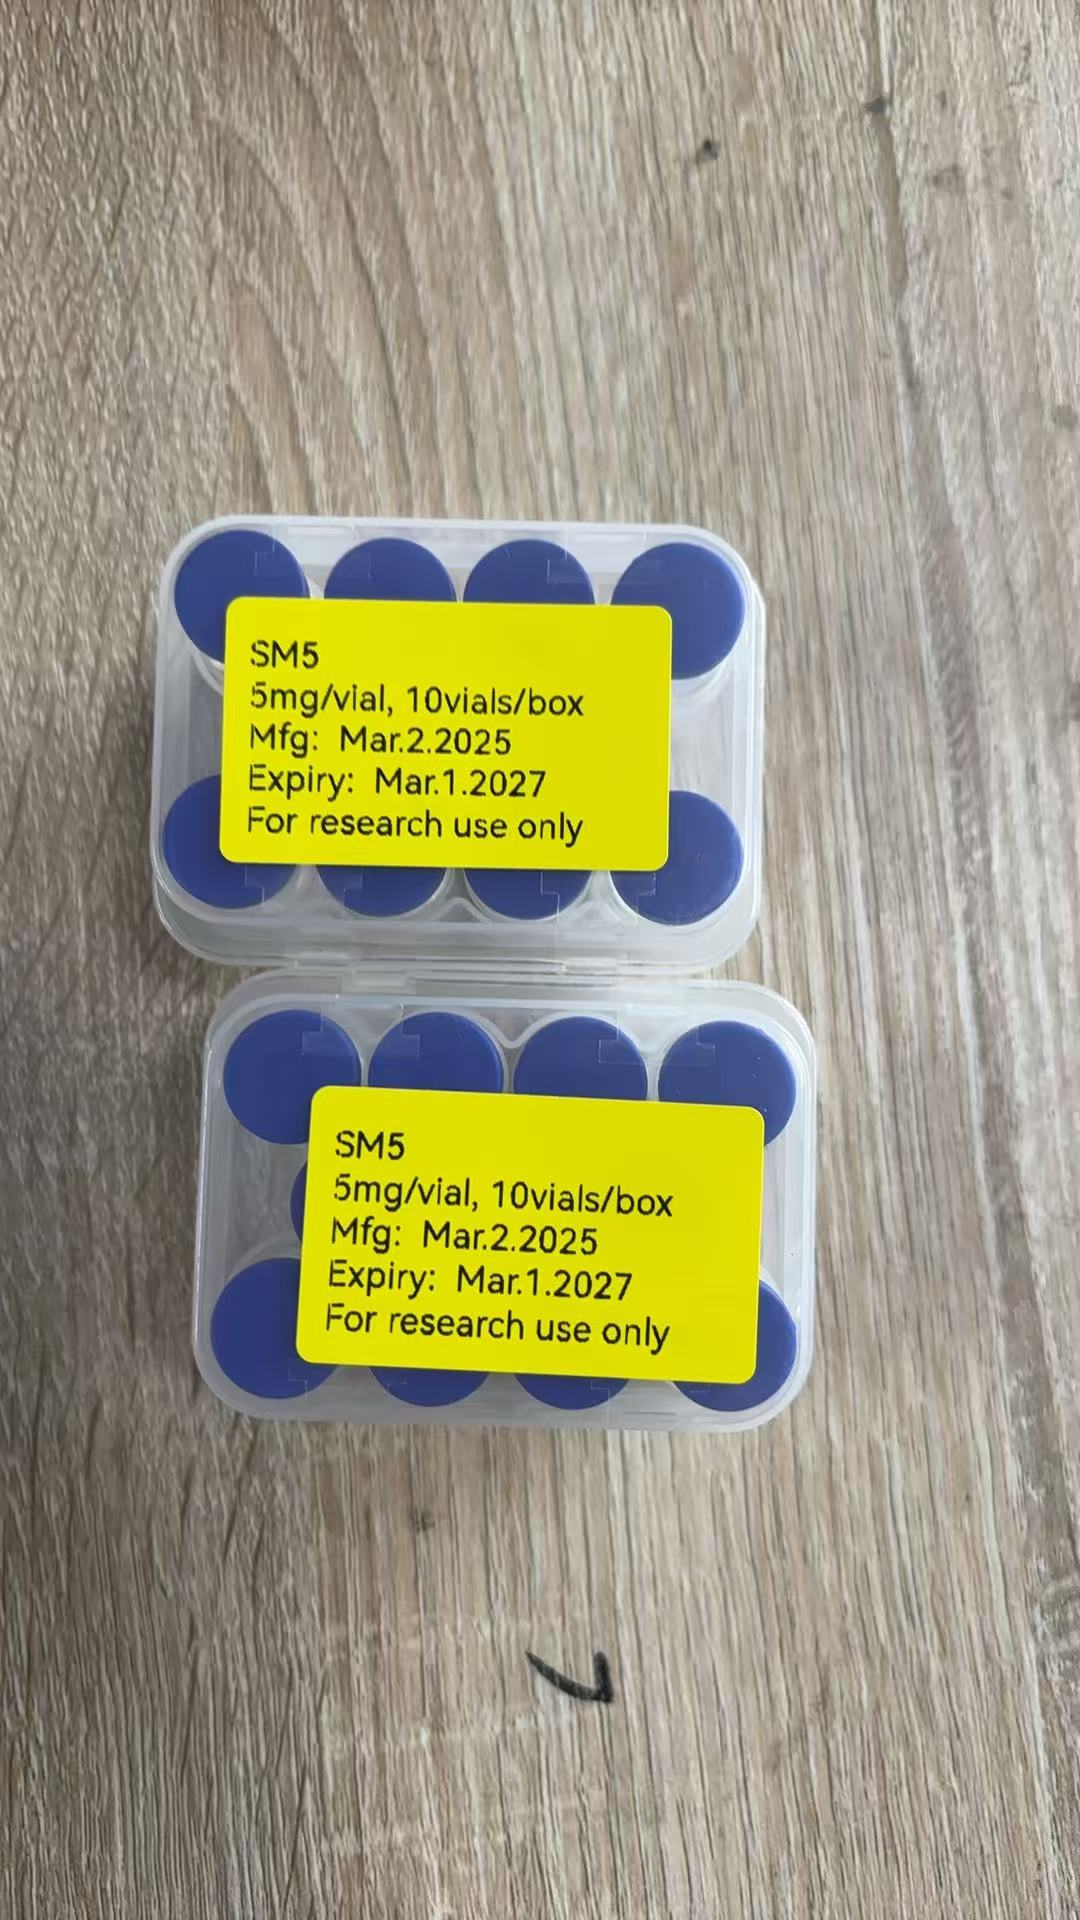 SM5
5mg/vial, 10vials/box
Mfg: Mar.2.2025
Expiry: Mar.1.2027
For research use only
SM5
5mg/vial, 10vials/box
Mfg: Mar.2.2025
Expiry: Mar.1.2027
For research use only